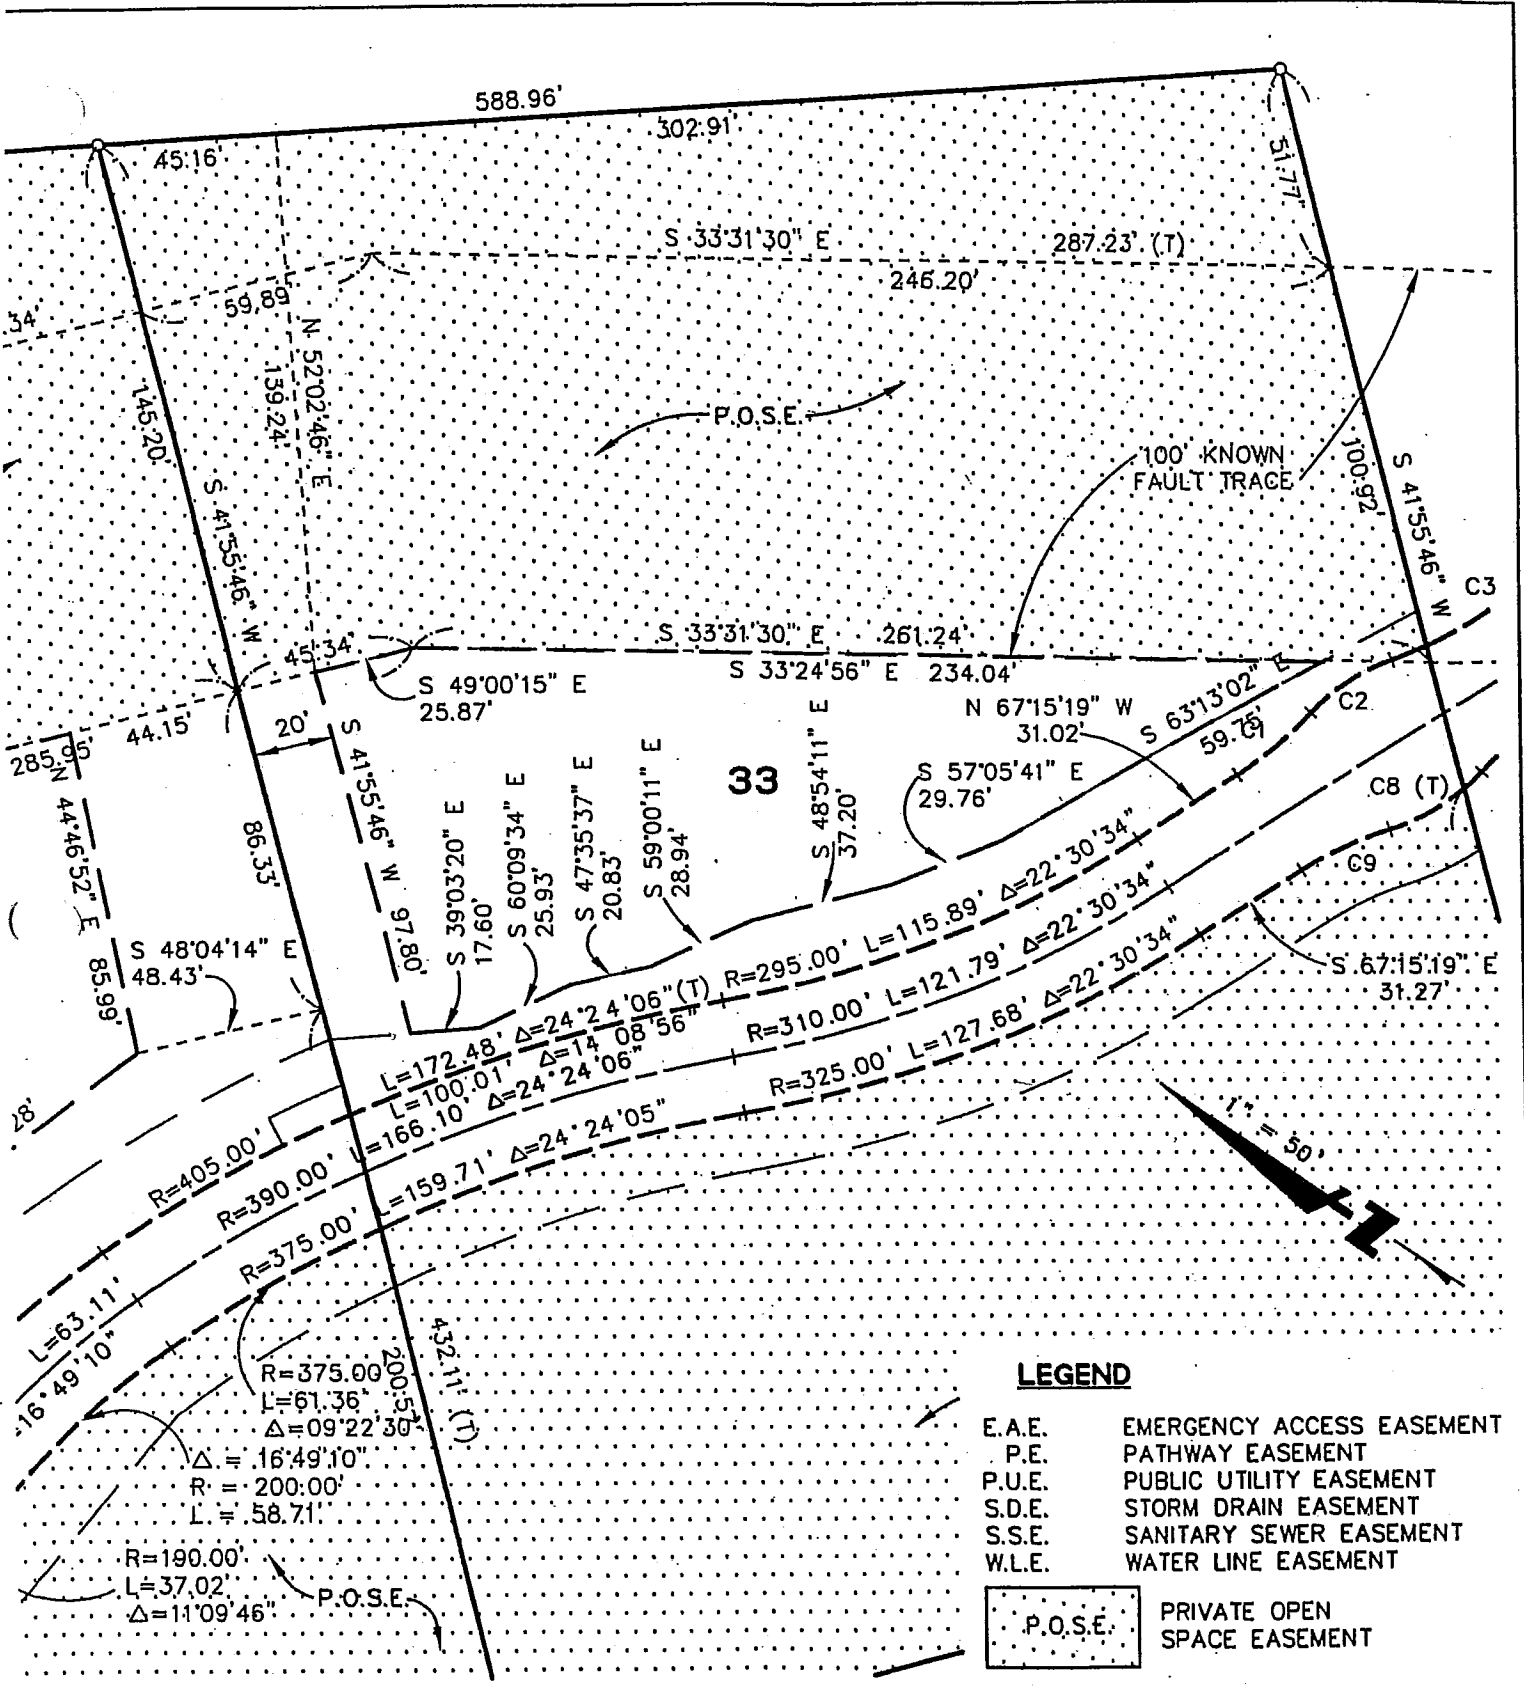 588.96'
302.91'
45.16'
51.77'
S 33°31'30" E
287.23' (T)
246.20'
59.89'
.34'
N 52°02'46" E
139.24'
145.20'
S 41°55'46" W
P.O.S.E.
100' KNOWN
FAULT TRACE
100.92'
S 41°55'46" W
C3
45.34'
S 33°31'30" E 261.24'
S 33°24'56" E 234.04'
S 49°00'15" E
25.87'
N 67°15'19" W
31.02'
S 63°13'02" E
59.75'
C2
44.15'
20'
285.95'
N 44°46'52" E 85.99'
S 41°55'46" W 97.80'
86.33'
33
S 39°03'20" E
17.60'
S 60°09'34" E
25.93'
S 47°35'37" E
20.83'
S 59°00'11" E
28.94'
S 48°54'11" E
37.20'
S 57°05'41" E
29.76'
C8 (T)
C9
S 48°04'14" E
48.43'
S 67°15'19" E
31.27'
28'
R=405.00' L=172.48' Δ=24°24'06"(T)
L=100.01' Δ=14°08'56"
R=295.00' L=115.89' Δ=22°30'34"
R=390.00' L=166.10' Δ=24°24'06"
R=310.00' L=121.79' Δ=22°30'34"
R=375.00' L=159.71' Δ=24°24'05"
R=325.00' L=127.68' Δ=22°30'34"
1" = 50'
Z
L=63.11'
=16°49'10"
432.11' (T)
R=375.00'
L=61.36'
Δ=09°22'30"
Δ = 16°49'10"
R = 200.00'
L = 58.71'
R=190.00'
L=37.02'
Δ=11°09'46"
P.O.S.E.
LEGEND
E.A.E. EMERGENCY ACCESS EASEMENT
P.E. PATHWAY EASEMENT
P.U.E. PUBLIC UTILITY EASEMENT
S.D.E. STORM DRAIN EASEMENT
S.S.E. SANITARY SEWER EASEMENT
W.L.E. WATER LINE EASEMENT
P.O.S.E. PRIVATE OPEN
SPACE EASEMENT